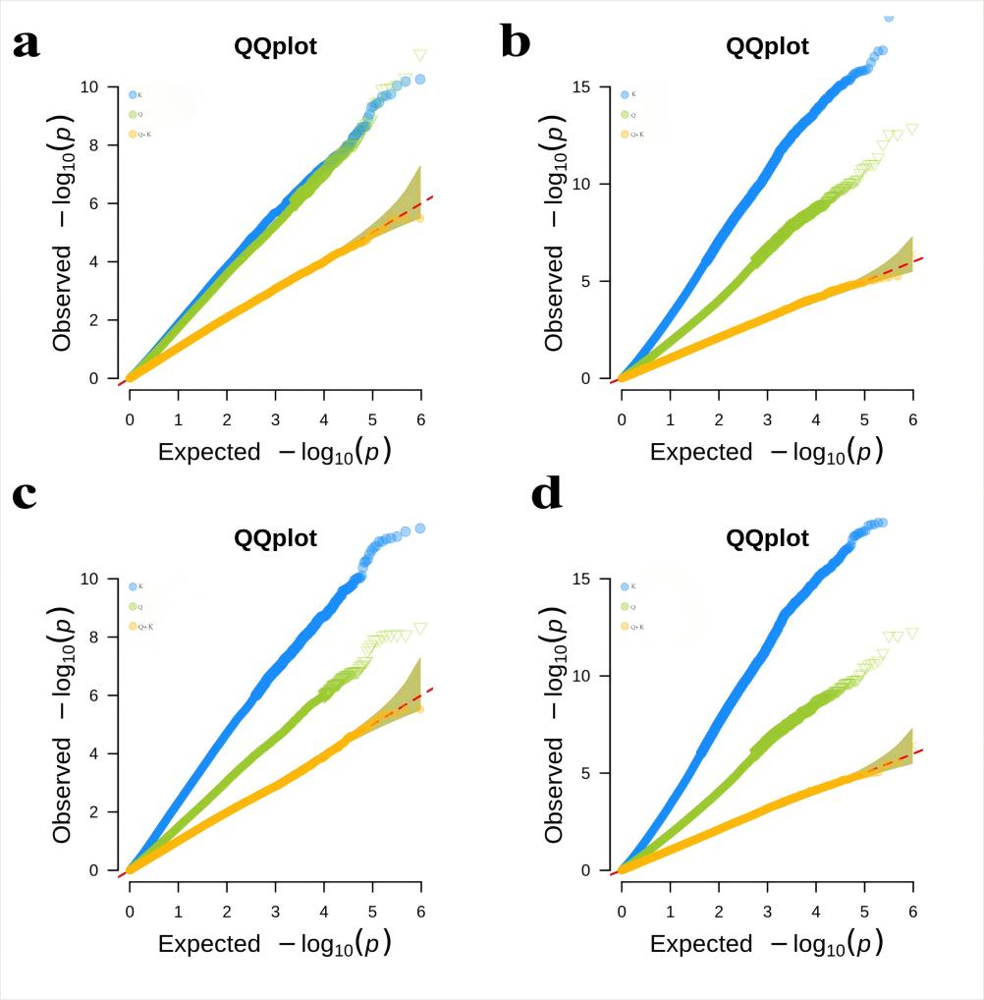 a
QQplot
10
8
6
4
2
0
K
Q
Q+K
Observed −log10(p)
0 1 2 3 4 5 6
Expected −log10(p)
b
QQplot
15
10
5
0
K
Q
Q+K
Observed −log10(p)
0 1 2 3 4 5 6
Expected −log10(p)
c
QQplot
10
8
6
4
2
0
K
Q
Q+K
Observed −log10(p)
0 1 2 3 4 5 6
Expected −log10(p)
d
QQplot
15
10
5
0
K
Q
Q+K
Observed −log10(p)
0 1 2 3 4 5 6
Expected −log10(p)